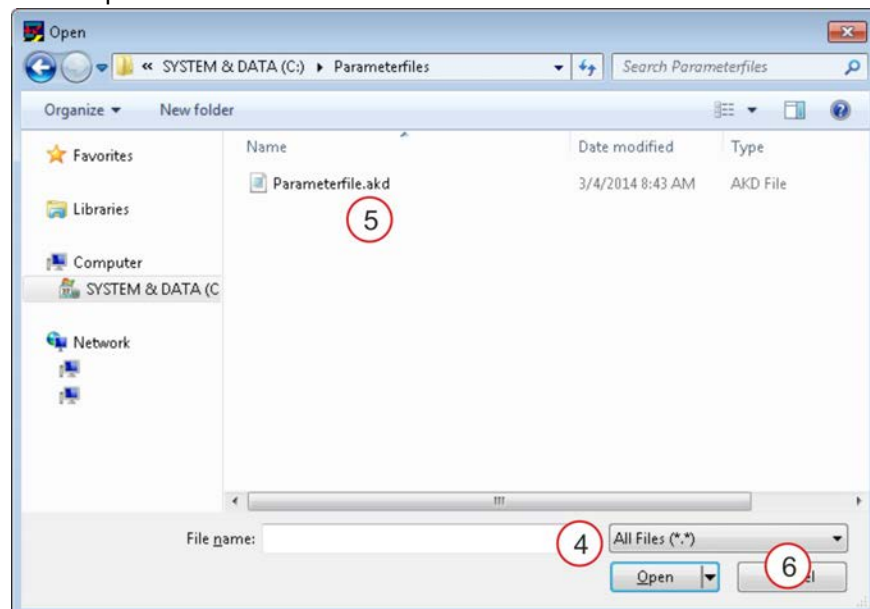 Open
« SYSTEM & DATA (C:) ▸ Parameterfiles
Search Parameterfiles
Organize
New folder
Favorites
Libraries
Computer
SYSTEM & DATA (C
Network
Name
Date modified
Type
Parameterfile.akd
3/4/2014 8:43 AM
AKD File
5
File name:
4
All Files (*.*)
Open
6